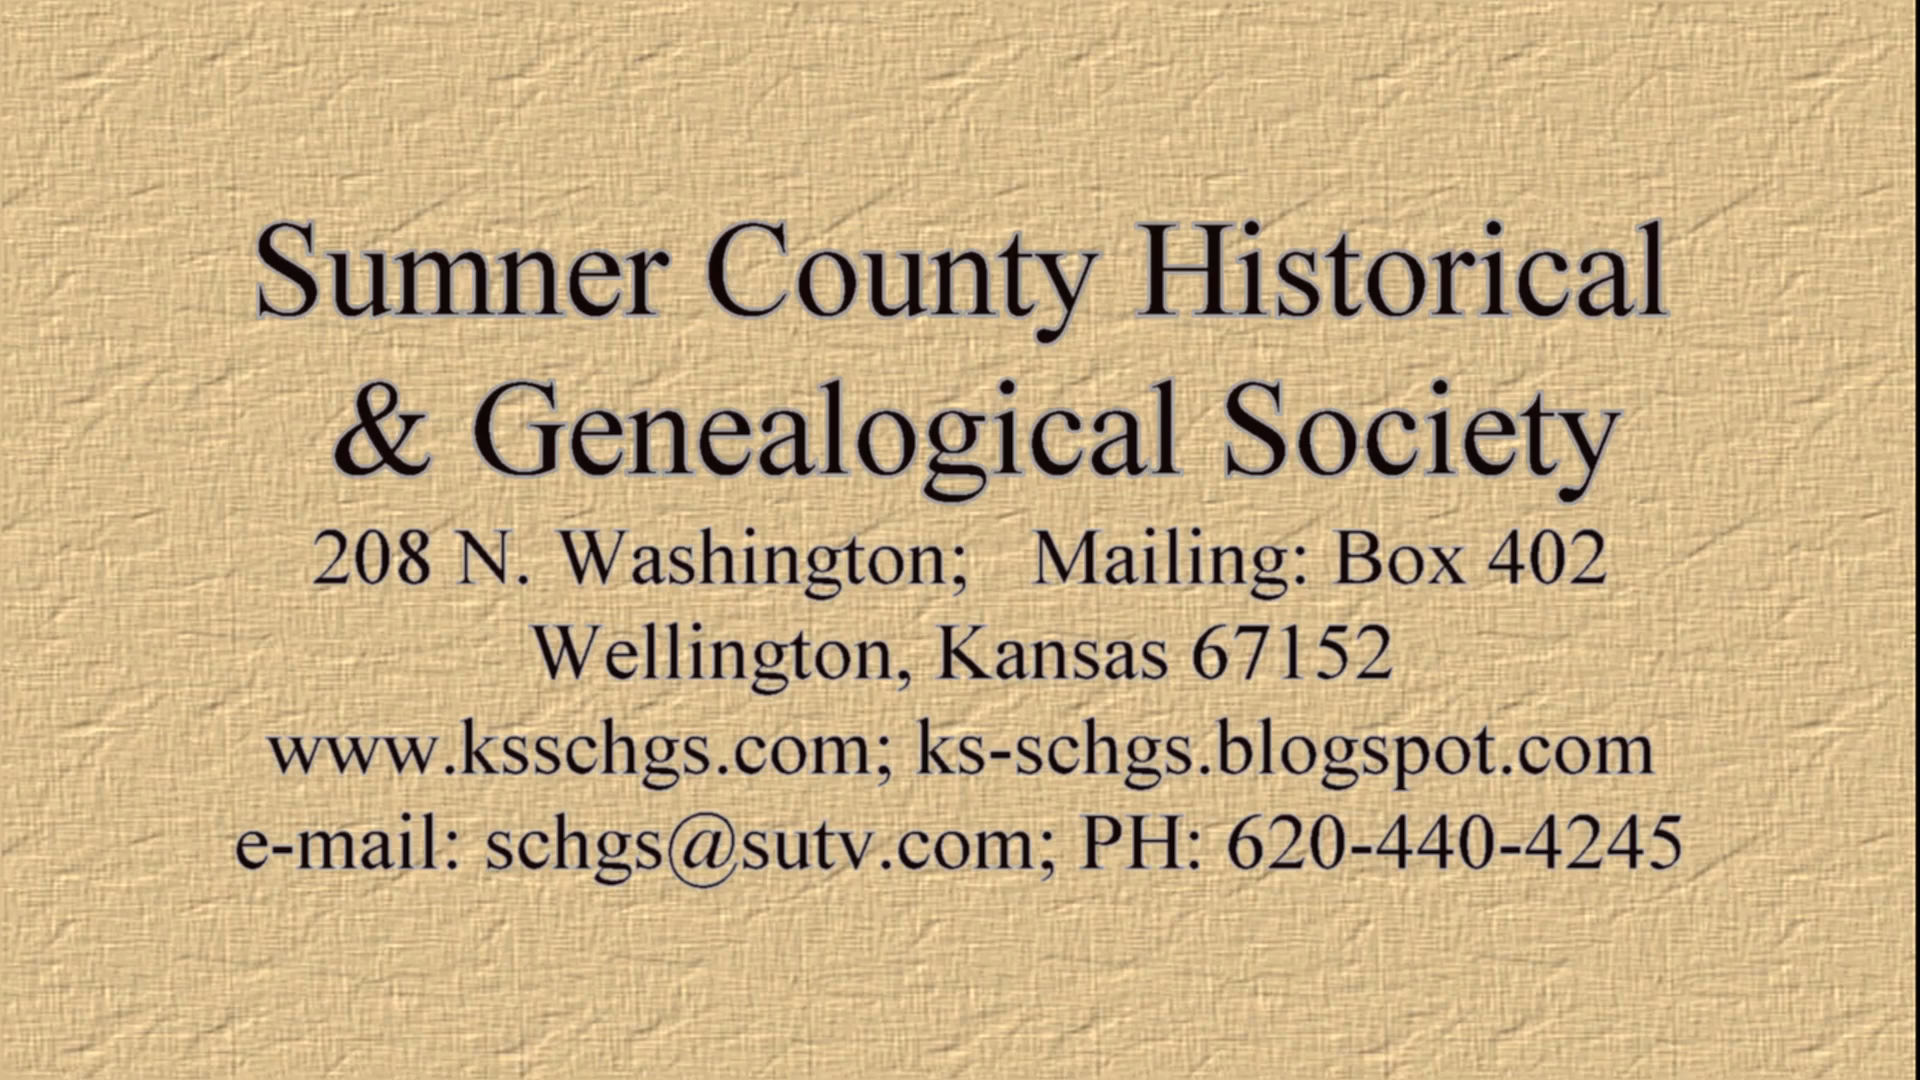 Sumner County Historical
& Genealogical Society
208 N. Washington;   Mailing: Box 402
Wellington, Kansas 67152
www.ksschgs.com; ks-schgs.blogspot.com
e-mail: schgs@sutv.com; PH: 620-440-4245